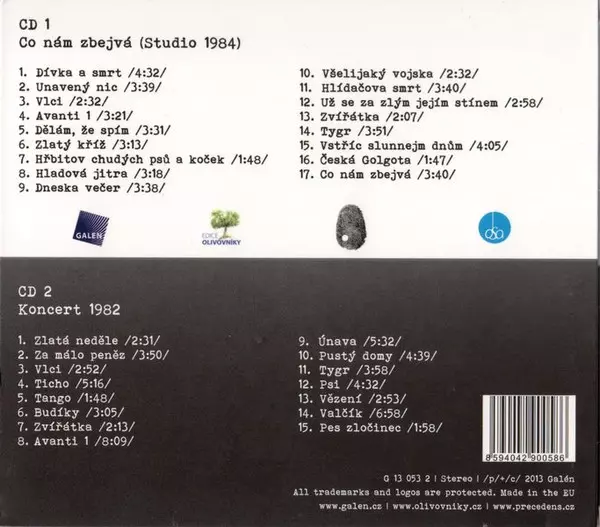 CD 1
Co nám zbejvá (Studio 1984)
1. Dívka a smrt /4:32/
2. Unavený nic /3:39/
3. Vlci /2:32/
4. Avanti 1 /3:21/
5. Dělám, že spím /3:31/
6. Zlatý kříž /3:13/
7. Hřbitov chudých psů a koček /1:48/
8. Hladová jitra /3:18/
9. Dneska večer /3:38/
10. Všelijaký vojska /2:32/
11. Hlídačova smrt /3:40/
12. Už se za zlým jejím stínem /2:58/
13. Zvířátka /2:07/
14. Tygr /3:51/
15. Vstříc slunnejm dnům /4:05/
16. Česká Golgota /1:47/
17. Co nám zbejvá /3:40/
GALEN
EDICE
OLIVOVNÍKY
osa
CD 2
Koncert 1982
1. Zlatá neděle /2:31/
2. Za málo peněz /3:50/
3. Vlci /2:52/
4. Ticho /5:16/
5. Tango /1:48/
6. Budíky /3:05/
7. Zvířátka /2:13/
8. Avanti 1 /8:09/
9. Únava /5:32/
10. Pustý domy /4:39/
11. Tygr /3:58/
12. Psi /4:32/
13. Vězení /2:53/
14. Valčík /6:58/
15. Pes zločinec /1:58/
8594042900586
G 13 053 2 | Stereo | /p/+/c/ 2013 Galén
All trademarks and logos are protected. Made in the EU
www.galen.cz | www.olivovniky.cz | www.precedens.cz